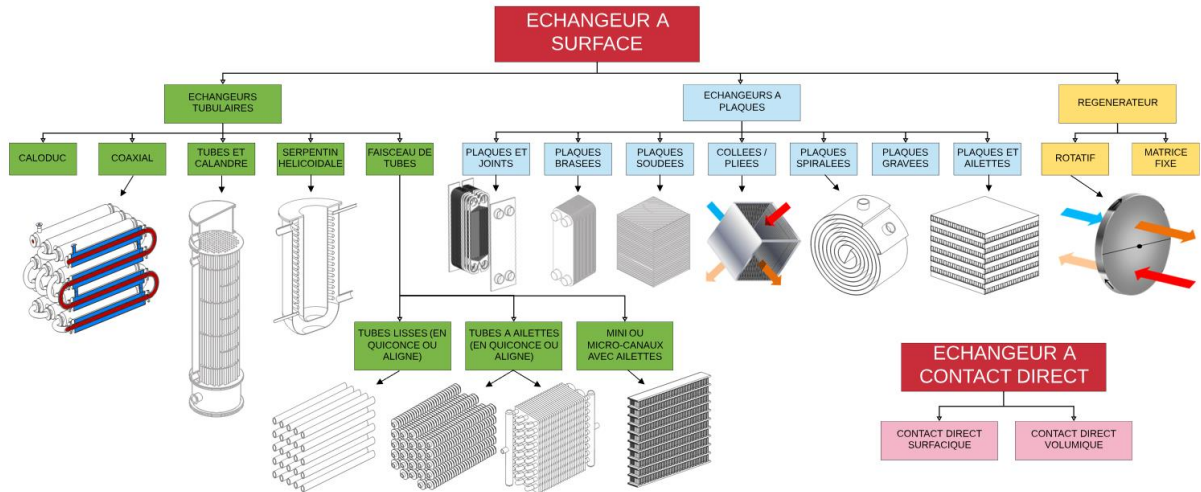 ECHANGEUR A
SURFACE
ECHANGEURS
TUBULAIRES
ECHANGEURS A
PLAQUES
REGENERATEUR
CALODUC
COAXIAL
TUBES ET
CALANDRE
SERPENTIN
HELICOIDALE
FAISCEAU DE
TUBES
PLAQUES ET
JOINTS
PLAQUES
BRASEES
PLAQUES
SOUDEES
COLLEES /
PLIEES
PLAQUES
SPIRALEES
PLAQUES
GRAVEES
PLAQUES ET
AILETTES
ROTATIF
MATRICE
FIXE
TUBES LISSES (EN
QUICONCE OU
ALIGNE)
TUBES A AILETTES
(EN QUICONCE OU
ALIGNE)
MINI OU
MICRO-CANAUX
AVEC AILETTES
ECHANGEUR A
CONTACT DIRECT
CONTACT DIRECT
SURFACIQUE
CONTACT DIRECT
VOLUMIQUE